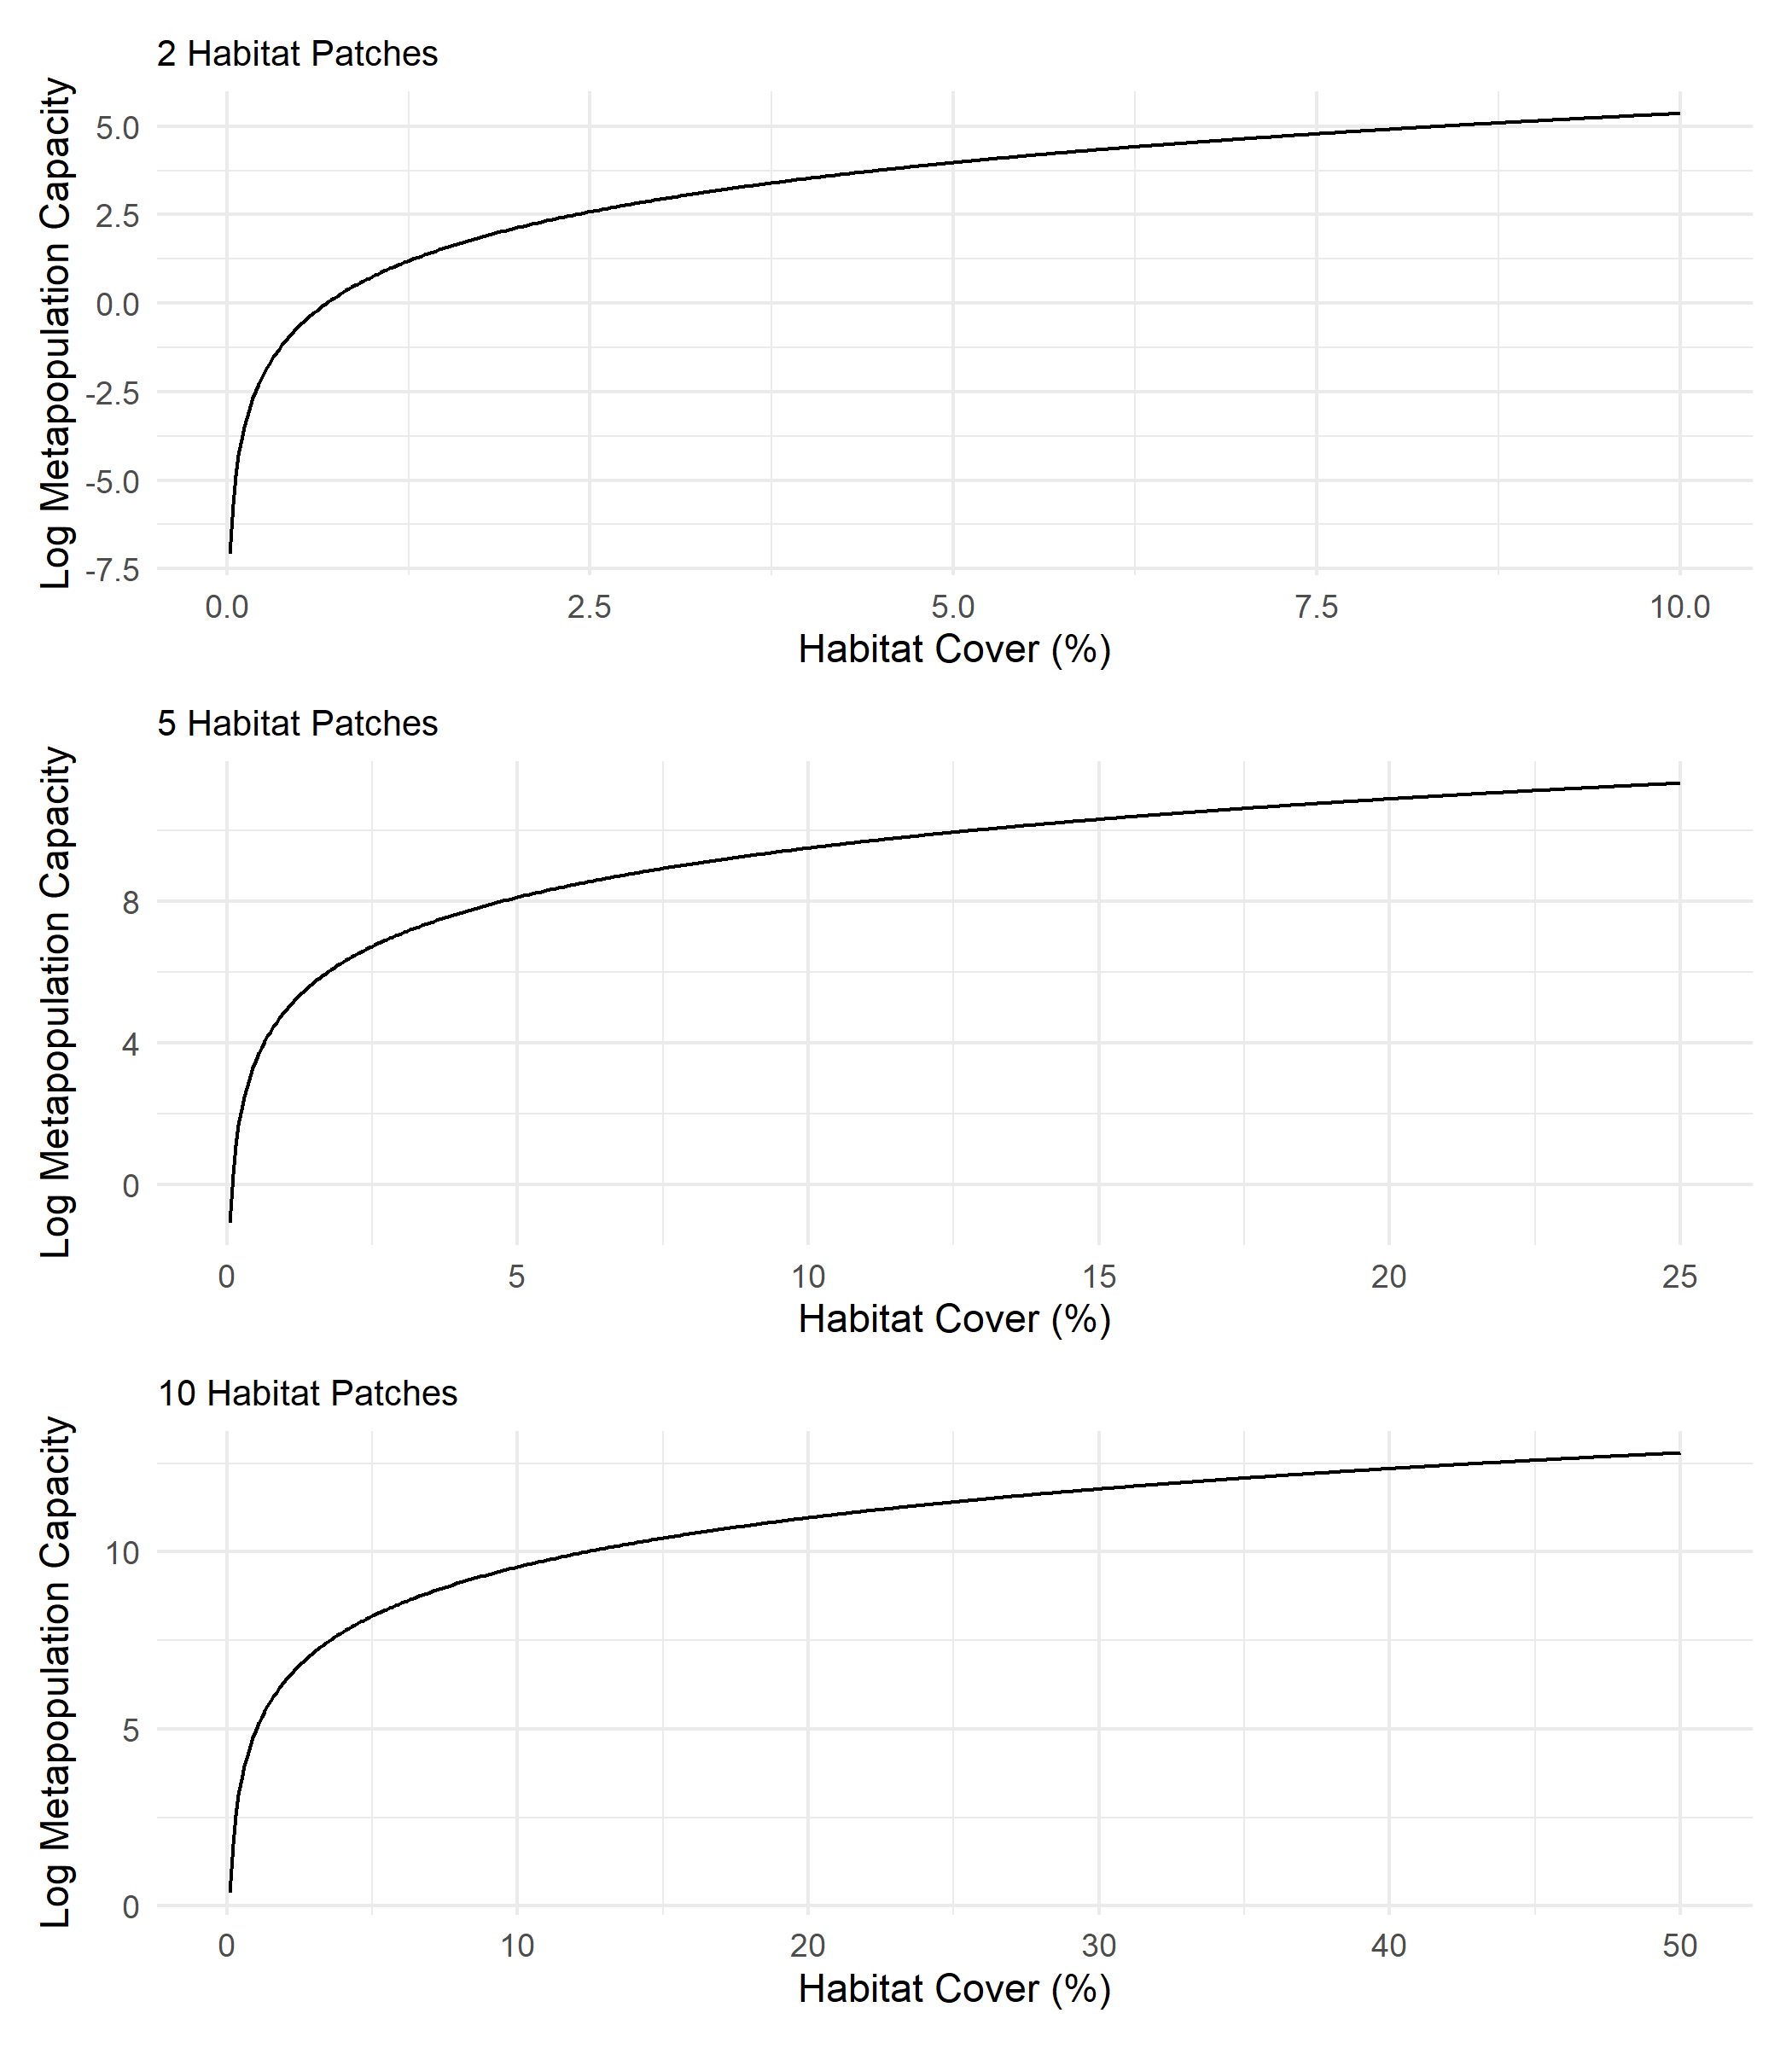 2 Habitat Patches
Log Metapopulation Capacity
5.0
2.5
0.0
-2.5
-5.0
-7.5
0.0 2.5 5.0 7.5 10.0
Habitat Cover (%)
5 Habitat Patches
Log Metapopulation Capacity
8
4
0
0 5 10 15 20 25
Habitat Cover (%)
10 Habitat Patches
Log Metapopulation Capacity
10
5
0
0 10 20 30 40 50
Habitat Cover (%)